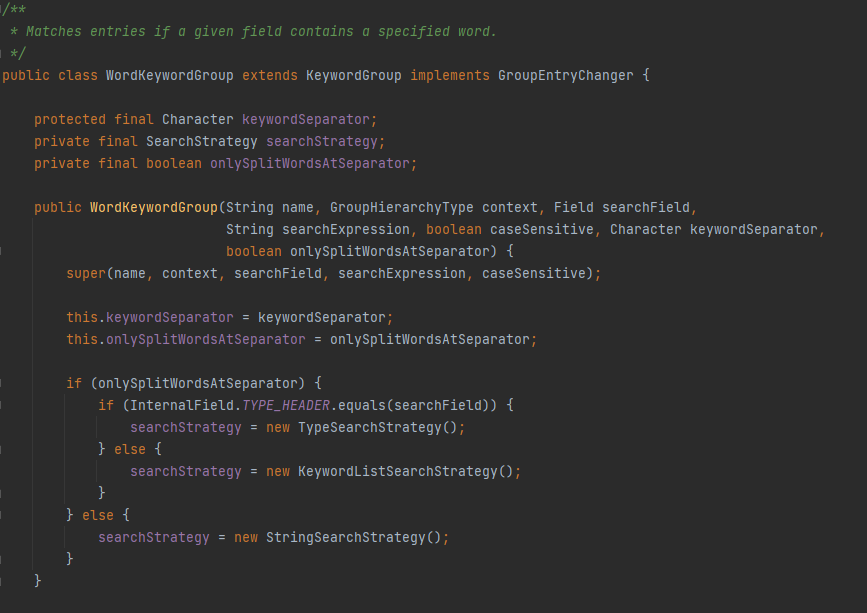 /**
 * Matches entries if a given field contains a specified word.
 */
public class WordKeywordGroup extends KeywordGroup implements GroupEntryChanger {
    protected final Character keywordSeparator;
    private final SearchStrategy searchStrategy;
    private final boolean onlySplitWordsAtSeparator;
    public WordKeywordGroup(String name, GroupHierarchyType context, Field searchField,
                            String searchExpression, boolean caseSensitive, Character keywordSeparator,
                            boolean onlySplitWordsAtSeparator) {
        super(name, context, searchField, searchExpression, caseSensitive);
        this.keywordSeparator = keywordSeparator;
        this.onlySplitWordsAtSeparator = onlySplitWordsAtSeparator;
        if (onlySplitWordsAtSeparator) {
            if (InternalField.TYPE_HEADER.equals(searchField)) {
                searchStrategy = new TypeSearchStrategy();
            } else {
                searchStrategy = new KeywordListSearchStrategy();
            }
        } else {
            searchStrategy = new StringSearchStrategy();
        }
    }